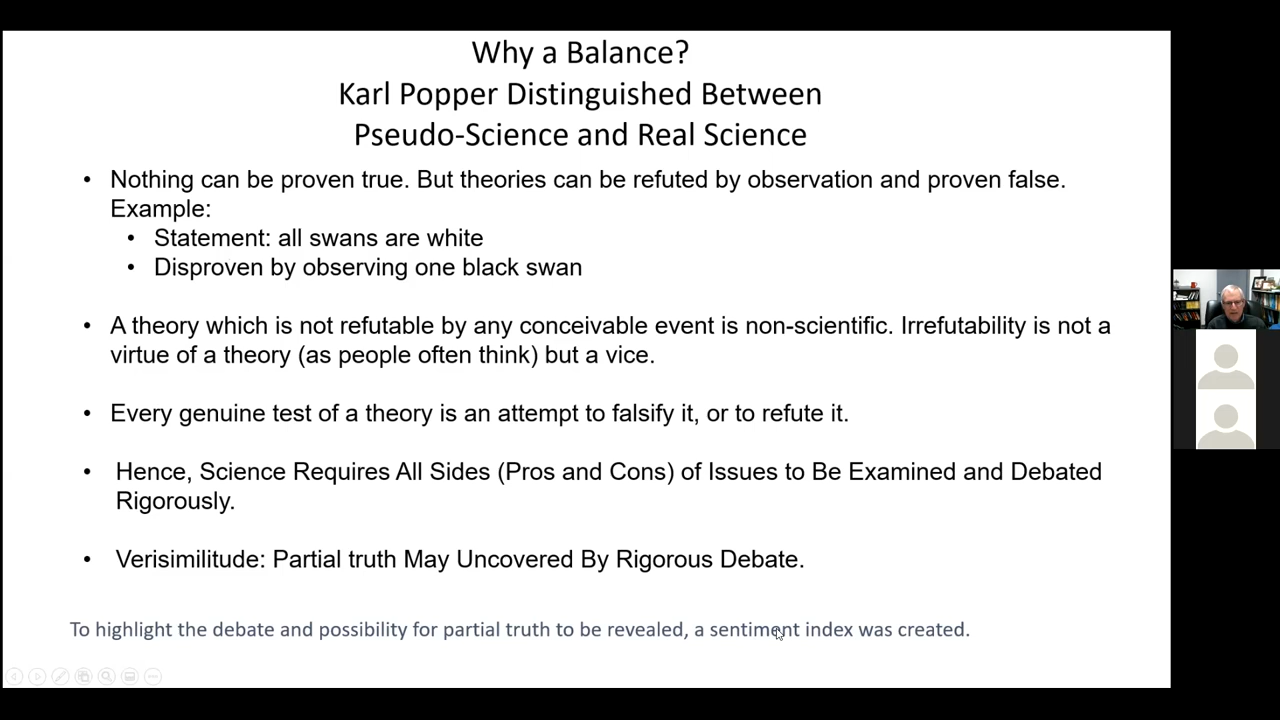 Why a Balance?
Karl Popper Distinguished Between
Pseudo-Science and Real Science
• Nothing can be proven true. But theories can be refuted by observation and proven false.
Example:
• Statement: all swans are white
• Disproven by observing one black swan
• A theory which is not refutable by any conceivable event is non-scientific. Irrefutability is not a
virtue of a theory (as people often think) but a vice.
• Every genuine test of a theory is an attempt to falsify it, or to refute it.
• Hence, Science Requires All Sides (Pros and Cons) of Issues to Be Examined and Debated
Rigorously.
• Verisimilitude: Partial truth May Uncovered By Rigorous Debate.
To highlight the debate and possibility for partial truth to be revealed, a sentiment index was created.